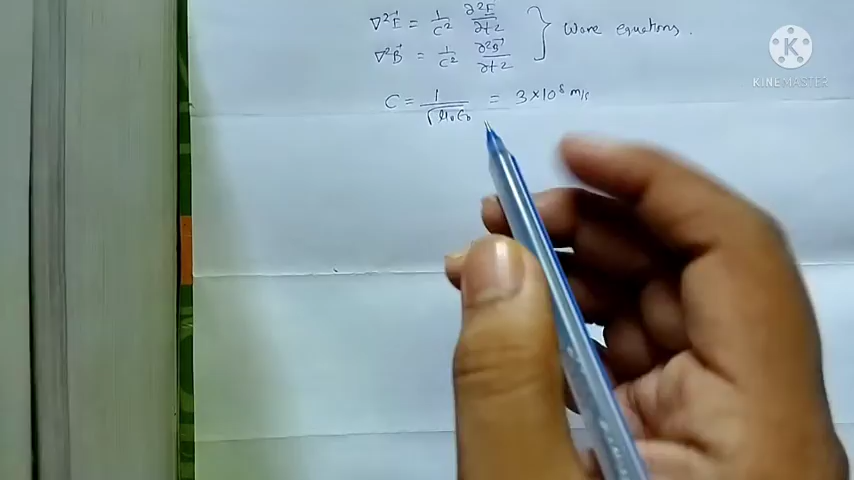 ∇²E⃗ = 1/c² ∂²E⃗/∂t² } wave equations.
∇²B⃗ = 1/c² ∂²B⃗/∂t²
C = 1/√μ₀ε₀ = 3×10⁸ m/s
KINEMASTER